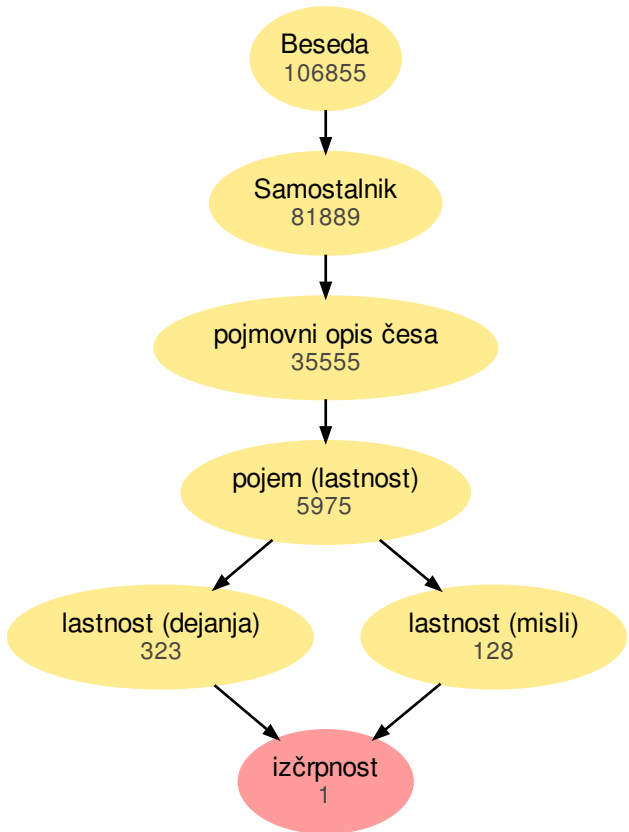 Beseda
106855
Samostalnik
81889
pojmovni opis česa
35555
pojem (lastnost)
5975
lastnost (dejanja)
323
lastnost (misli)
128
izčrpnost
1